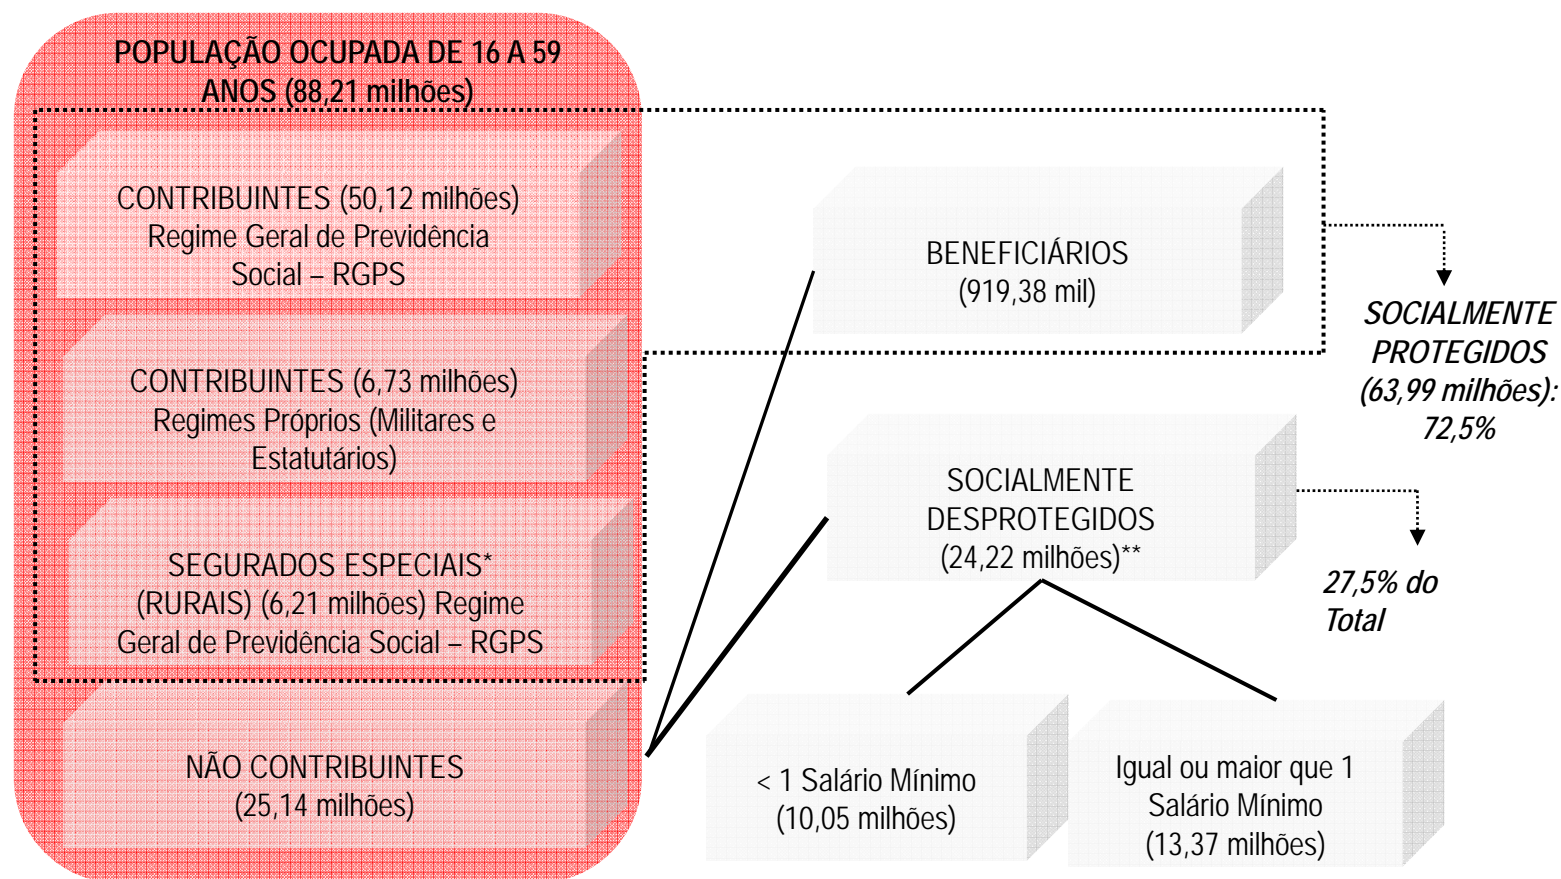 POPULAÇÃO OCUPADA DE 16 A 59
ANOS (88,21 milhões)
CONTRIBUINTES (50,12 milhões)
Regime Geral de Previdência
Social – RGPS
CONTRIBUINTES (6,73 milhões)
Regimes Próprios (Militares e
Estatutários)
SEGURADOS ESPECIAIS*
(RURAIS) (6,21 milhões) Regime
Geral de Previdência Social – RGPS
NÃO CONTRIBUINTES
(25,14 milhões)
BENEFICIÁRIOS
(919,38 mil)
SOCIALMENTE
PROTEGIDOS
(63,99 milhões):
72,5%
SOCIALMENTE
DESPROTEGIDOS
(24,22 milhões)**
27,5% do
Total
< 1 Salário Mínimo
(10,05 milhões)
Igual ou maior que 1
Salário Mínimo
(13,37 milhões)